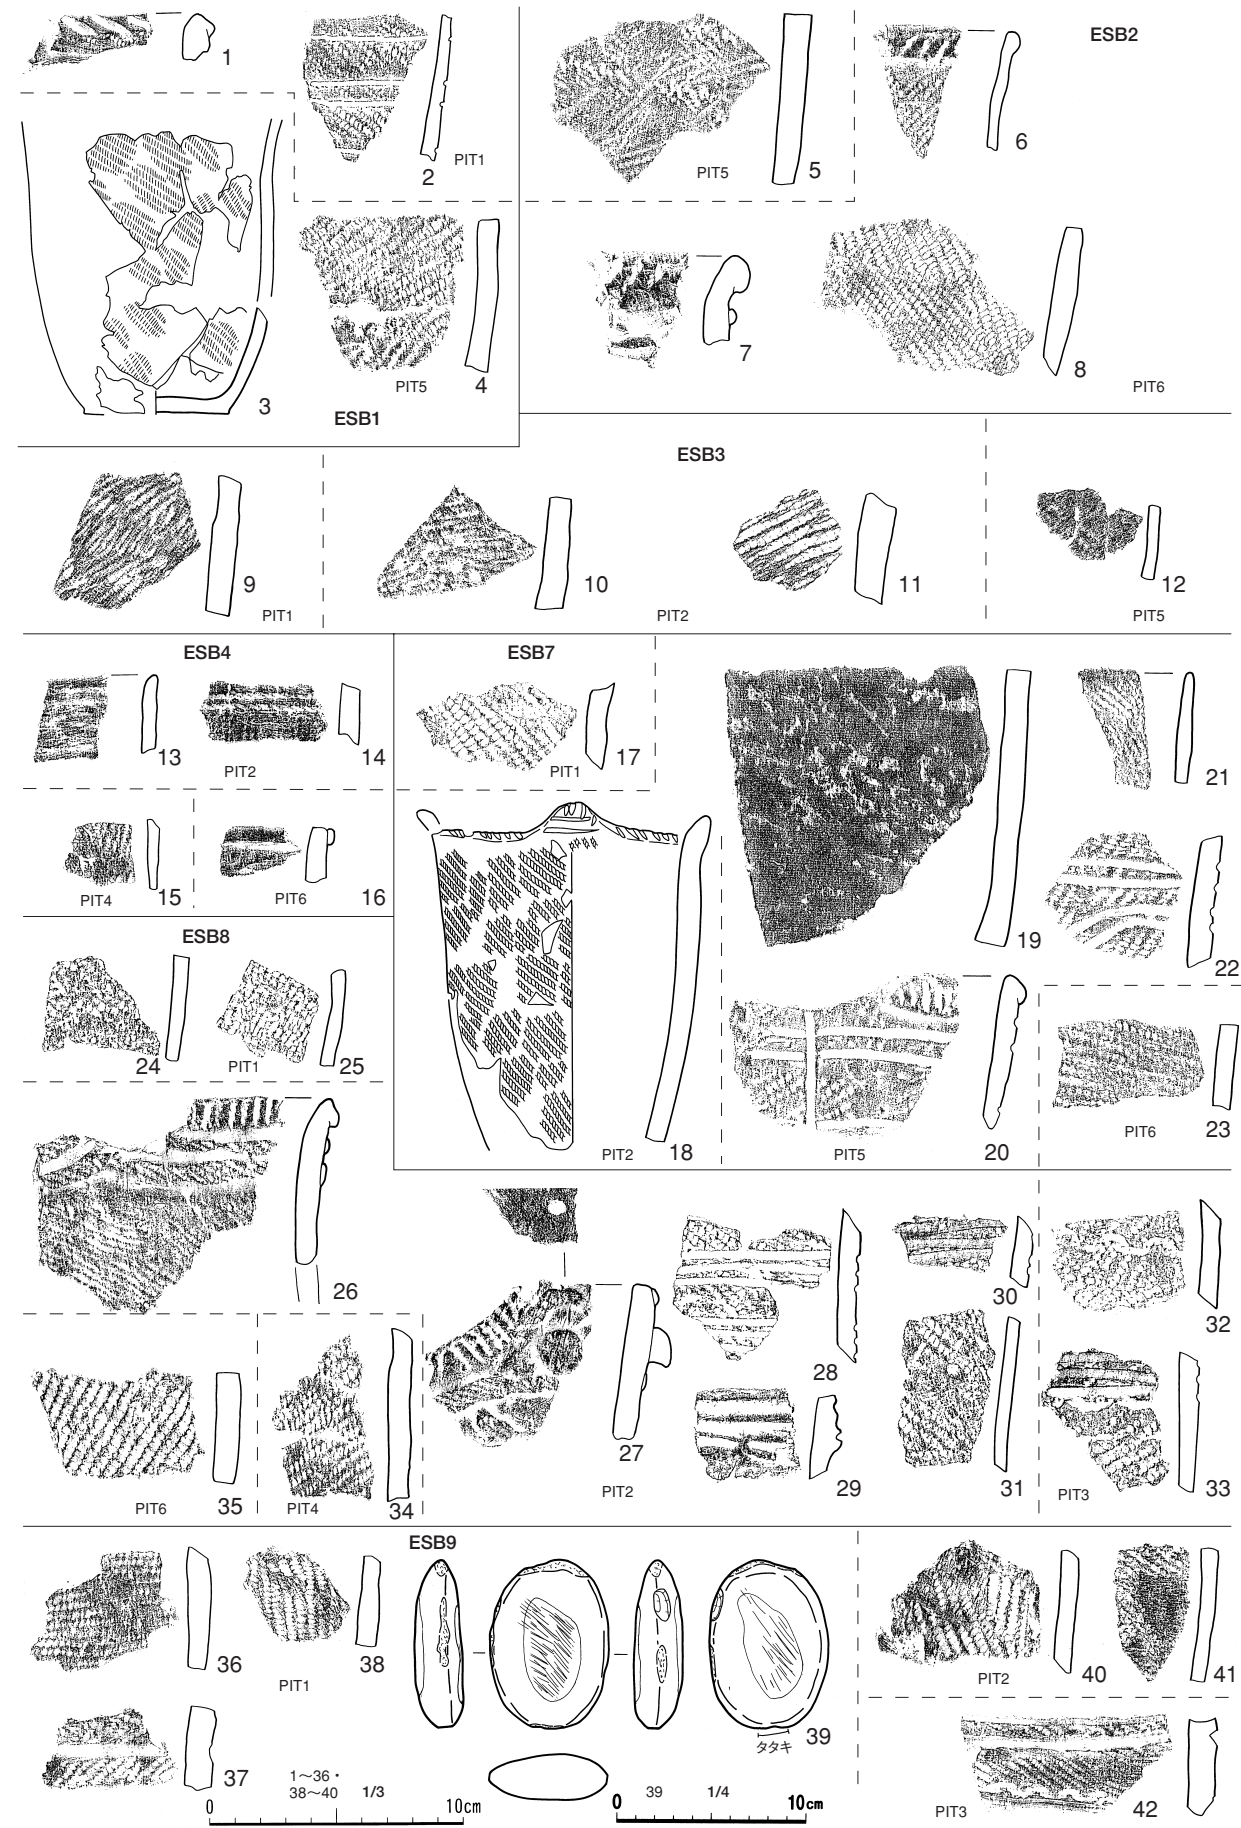 1
2
PIT1
3
4
PIT5
ESB1
5
PIT5
6
ESB2
7
8
PIT6
ESB3
9
PIT1
10
11
PIT2
12
PIT5
ESB4
13
14
PIT2
15
PIT4
16
PIT6
ESB7
17
PIT1
18
PIT2
19
20
PIT5
21
22
23
PIT6
ESB8
24
25
PIT1
26
27
PIT2
28
29
30
31
32
33
PIT3
34
PIT4
35
PIT6
ESB9
36
37
38
PIT1
39
タタキ
40
PIT2
41
42
PIT3
1〜36・
38〜40 1/3
0 10cm
39 1/4
0 10cm